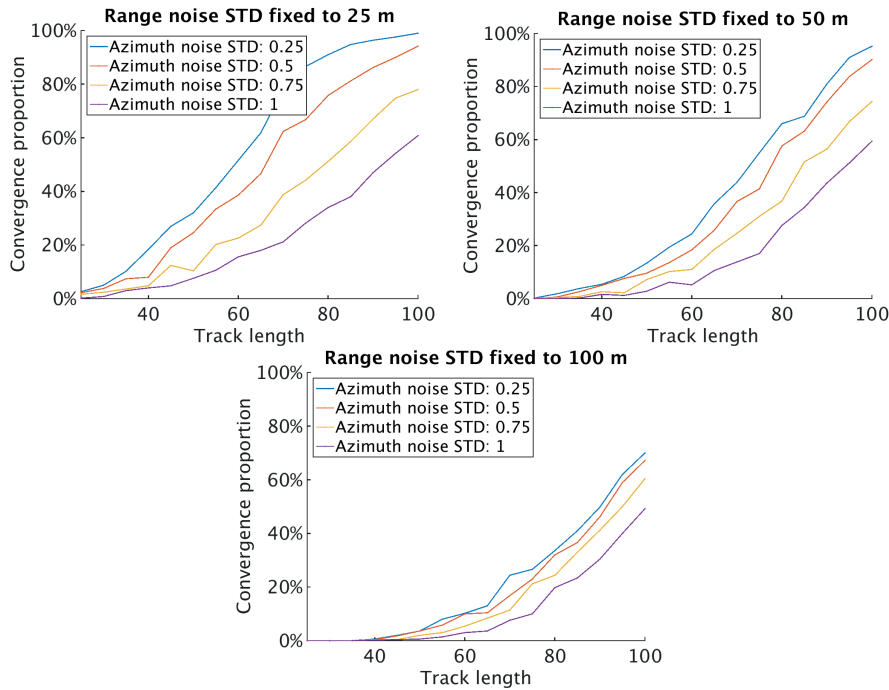 Range noise STD fixed to 25 m
100%
80%
60%
40%
20%
0%
Convergence proportion
Azimuth noise STD: 0.25
Azimuth noise STD: 0.5
Azimuth noise STD: 0.75
Azimuth noise STD: 1
40
60
80
100
Track length
Range noise STD fixed to 50 m
100%
80%
60%
40%
20%
0%
Convergence proportion
Azimuth noise STD: 0.25
Azimuth noise STD: 0.5
Azimuth noise STD: 0.75
Azimuth noise STD: 1
40
60
80
100
Track length
Range noise STD fixed to 100 m
100%
80%
60%
40%
20%
0%
Convergence proportion
Azimuth noise STD: 0.25
Azimuth noise STD: 0.5
Azimuth noise STD: 0.75
Azimuth noise STD: 1
40
60
80
100
Track length